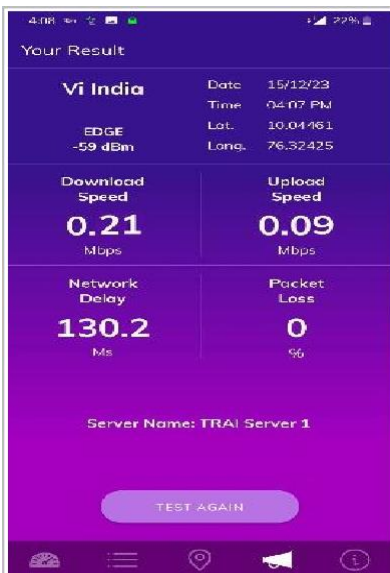 4:08
22%
Your Result
Vi India
Date 15/12/23
Time 04:07 PM
Lat. 10.04461
Long. 76.32425
EDGE
-59 dBm
Download Speed
0.21
Mbps
Upload Speed
0.09
Mbps
Network Delay
130.2
Ms
Packet Loss
0
%
Server Name: TRAI Server 1
TEST AGAIN